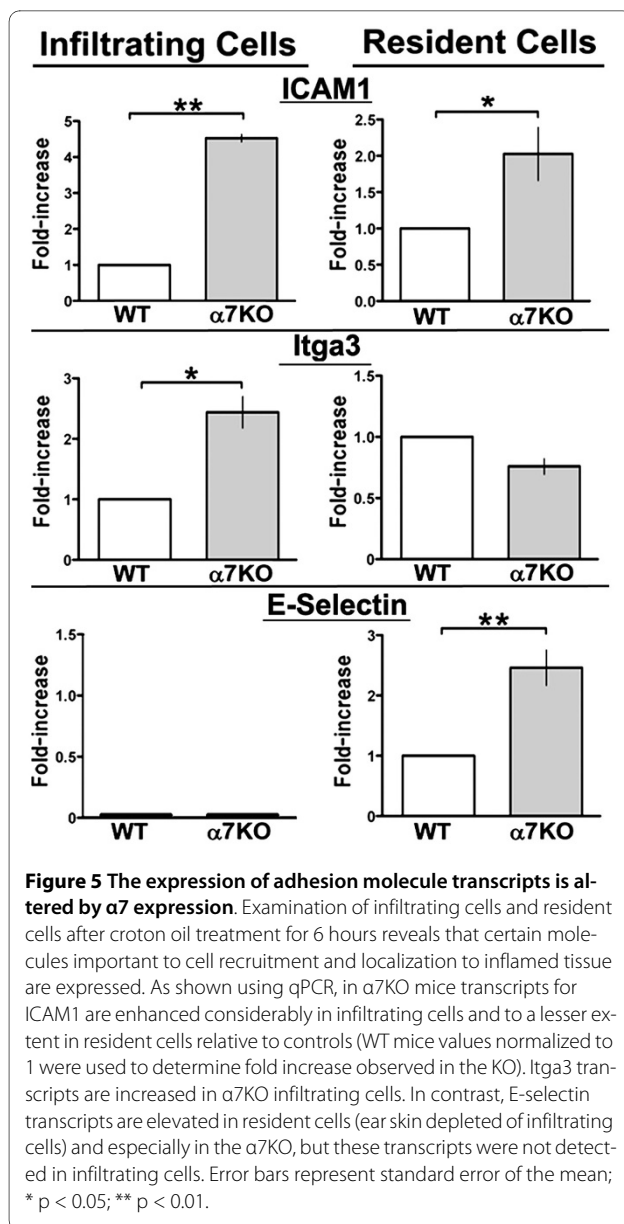 Infiltrating Cells Resident Cells
ICAM1
** *
Fold-increase
5
4
3
2
1
0
WT α7KO
Fold-increase
2.5
2.0
1.5
1.0
0.5
0.0
WT α7KO
Itga3
*
Fold-increase
3
2
1
0
WT α7KO
Fold-increase
1.5
1.0
0.5
0
WT α7KO
E-Selectin
**
Fold-increase
1.5
1.0
0.5
0
WT α7KO
Fold-increase
3
2
1
0
WT α7KO
Figure 5 The expression of adhesion molecule transcripts is al-
tered by α7 expression. Examination of infiltrating cells and resident
cells after croton oil treatment for 6 hours reveals that certain mole-
cules important to cell recruitment and localization to inflamed tissue
are expressed. As shown using qPCR, in α7KO mice transcripts for
ICAM1 are enhanced considerably in infiltrating cells and to a lesser ex-
tent in resident cells relative to controls (WT mice values normalized to
1 were used to determine fold increase observed in the KO). Itga3 tran-
scripts are increased in α7KO infiltrating cells. In contrast, E-selectin
transcripts are elevated in resident cells (ear skin depleted of infiltrating
cells) and especially in the α7KO, but these transcripts were not detect-
ed in infiltrating cells. Error bars represent standard error of the mean;
* p < 0.05; ** p < 0.01.